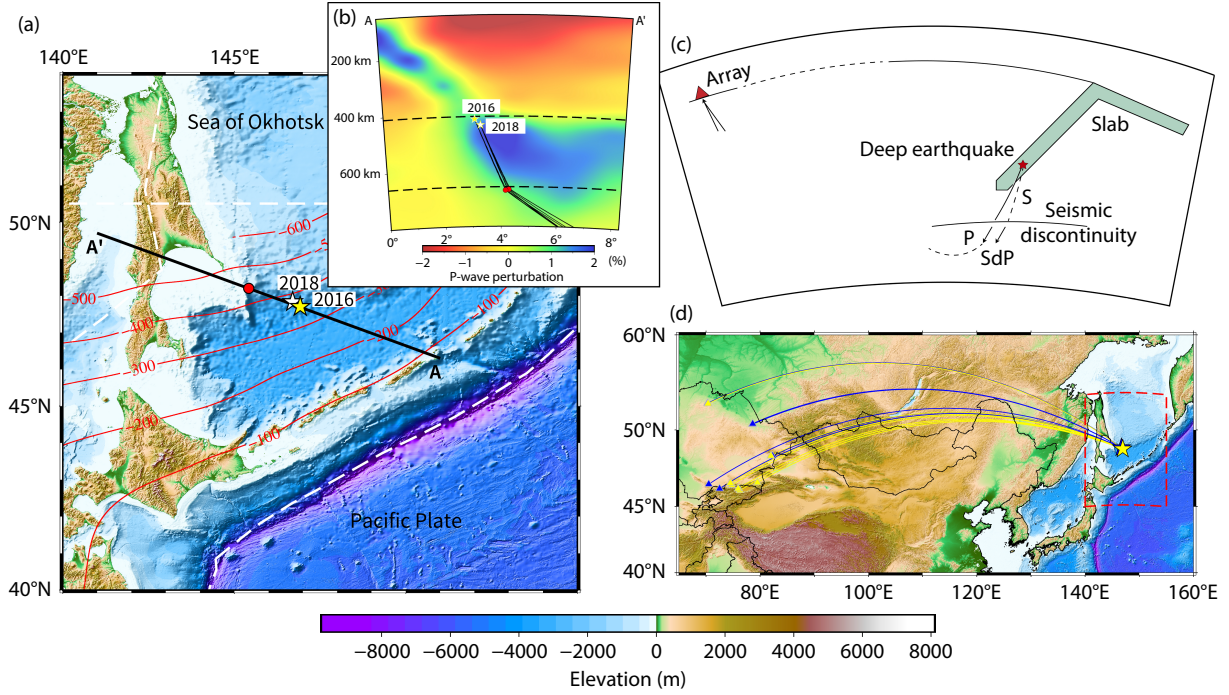 (a)
140°E
145°E
50°N
45°N
40°N
Sea of Okhotsk
A'
A
2018
2016
−600
−500
−400
−300
−200
−100
−200
−100
Pacific Plate
(b)
A
A'
200 km
400 km
600 km
2016
2018
0°
2°
4°
6°
8°
−2
−1
0
1
2
(%)
P-wave perturbation
(c)
Array
Slab
Deep earthquake
S
Seismic
discontinuity
P
SdP
(d)
60°N
50°N
45°N
40°N
80°E
100°E
120°E
140°E
160°E
−8000
−6000
−4000
−2000
0
2000
4000
6000
8000
Elevation (m)